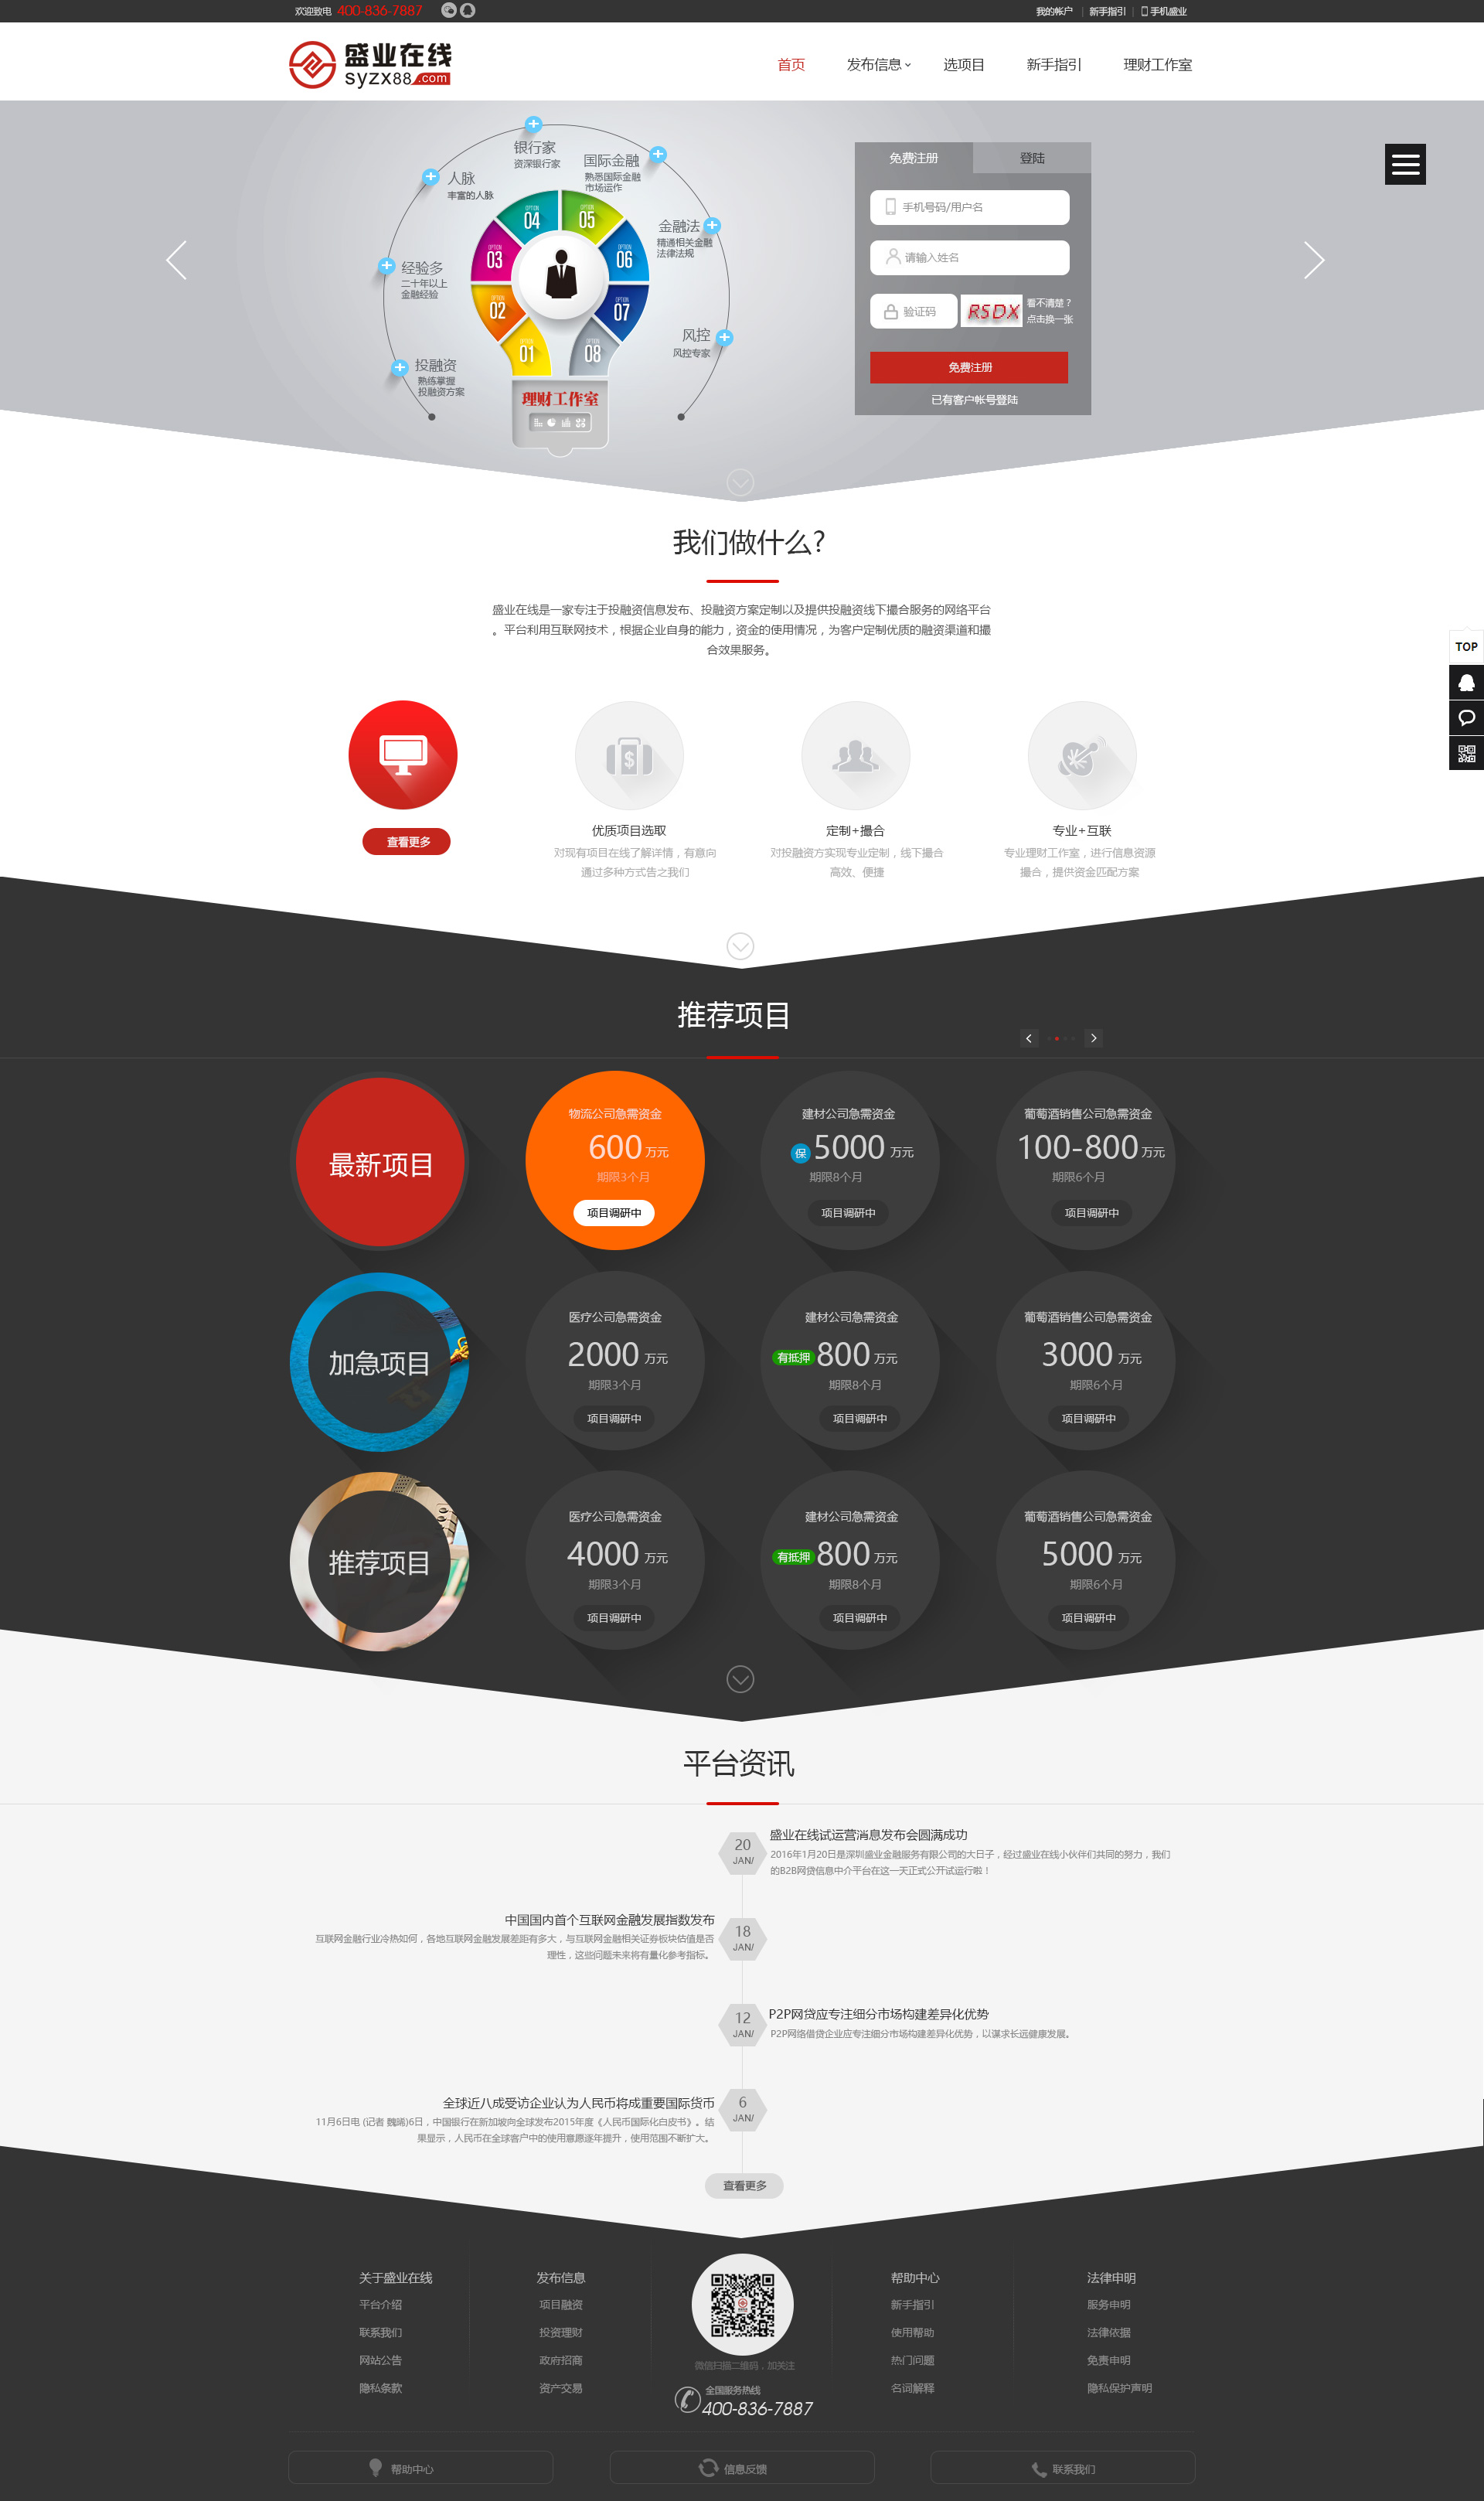 欢迎致电 400-836-7887
我的帐户 | 新手指引 | 手机盛业
盛业在线
syzx88.com
首页 发布信息 选项目 新手指引 理财工作室
银行家
资深银行家
国际金融
熟悉国际金融
市场运作
人脉
丰富的人脉
金融法
精通相关金融
法律法规
经验多
二十年以上
金融经验
风控
风控专家
投融资
熟练掌握
投融资方案
OPTION 01
OPTION 02
OPTION 03
OPTION 04
OPTION 05
OPTION 06
OPTION 07
OPTION 08
理财工作室
免费注册 登陆
手机号码/用户名
请输入姓名
验证码 RSDX 看不清楚？
点击换一张
免费注册
已有客户帐号登陆
我们做什么?
盛业在线是一家专注于投融资信息发布、投融资方案定制以及提供投融资线下撮合服务的网络平台
。平台利用互联网技术，根据企业自身的能力，资金的使用情况，为客户定制优质的融资渠道和撮
合效果服务。
TOP
查看更多
优质项目选取
对现有项目在线了解详情，有意向
通过多种方式告之我们
定制+撮合
对投融资方实现专业定制，线下撮合
高效、便捷
专业+互联
专业理财工作室，进行信息资源
撮合，提供资金匹配方案
推荐项目
最新项目
物流公司急需资金
600 万元
期限3个月
项目调研中
建材公司急需资金
保 5000 万元
期限8个月
项目调研中
葡萄酒销售公司急需资金
100-800 万元
期限6个月
项目调研中
加急项目
医疗公司急需资金
2000 万元
期限3个月
项目调研中
建材公司急需资金
有抵押 800 万元
期限8个月
项目调研中
葡萄酒销售公司急需资金
3000 万元
期限6个月
项目调研中
推荐项目
医疗公司急需资金
4000 万元
期限3个月
项目调研中
建材公司急需资金
有抵押 800 万元
期限8个月
项目调研中
葡萄酒销售公司急需资金
5000 万元
期限6个月
项目调研中
平台资讯
20
JAN/
盛业在线试运营消息发布会圆满成功
2016年1月20日是深圳盛业金融服务有限公司的大日子，经过盛业在线小伙伴们共同的努力，我们
的B2B网贷信息中介平台在这一天正式公开试运行啦！
18
JAN/
中国国内首个互联网金融发展指数发布
互联网金融行业冷热如何，各地互联网金融发展差距有多大，与互联网金融相关证券板块估值是否
理性，这些问题未来将有量化参考指标。
12
JAN/
P2P网贷应专注细分市场构建差异化优势
P2P网络借贷企业应专注细分市场构建差异化优势，以谋求长远健康发展。
6
JAN/
全球近八成受访企业认为人民币将成重要国际货币
11月6日电 (记者 魏晞)6日，中国银行在新加坡向全球发布2015年度《人民币国际化白皮书》。结
果显示，人民币在全球客户中的使用意愿逐年提升，使用范围不断扩大。
查看更多
关于盛业在线
平台介绍
联系我们
网站公告
隐私条款
发布信息
项目融资
投资理财
政府招商
资产交易
微信扫描二维码，加关注
全国服务热线
400-836-7887
帮助中心
新手指引
使用帮助
热门问题
名词解释
法律申明
服务申明
法律依据
免责申明
隐私保护声明
帮助中心
信息反馈
联系我们